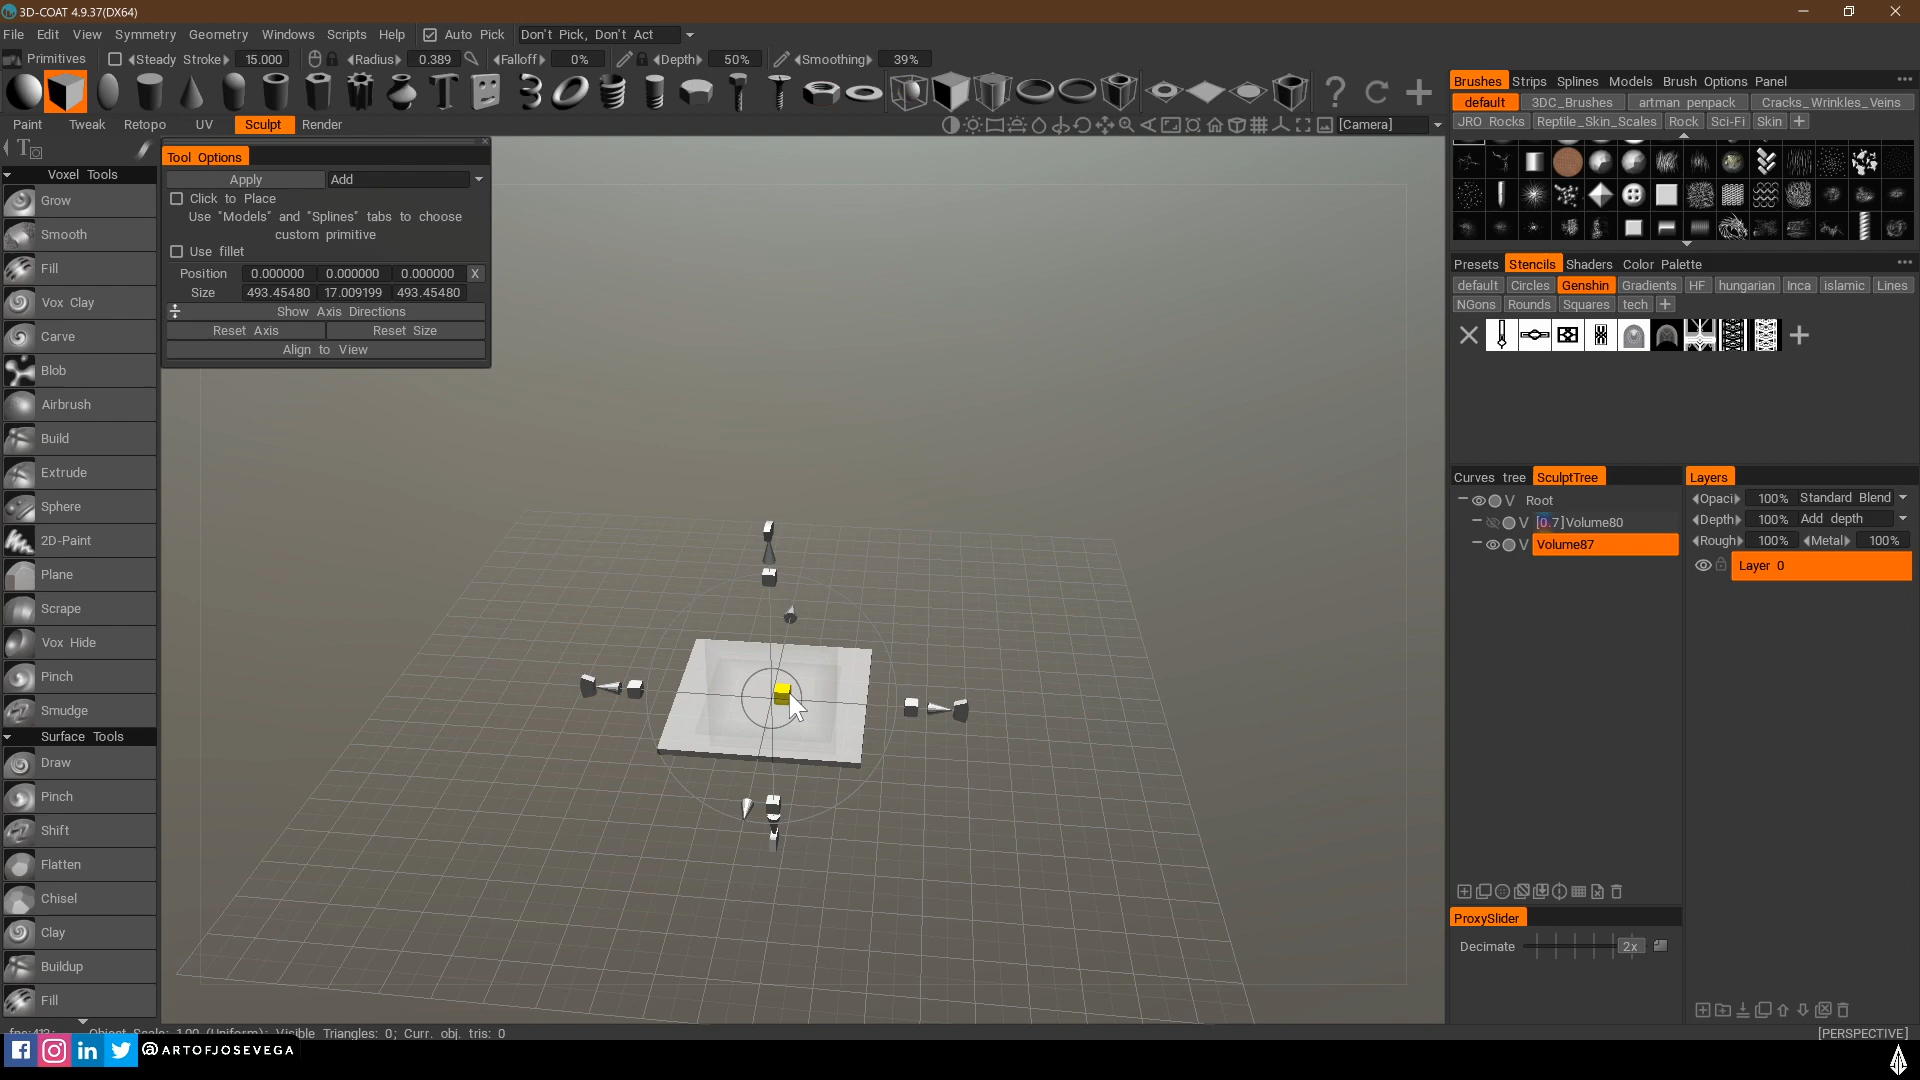 3D-COAT 4.9.37(DX64)
File Edit View Symmetry Geometry Windows Scripts Help Auto Pick Don't Pick, Don't Act
Primitives Steady Stroke 15.000 Radius 0.389 Falloff 0% Depth 50% Smoothing 39%
Paint Tweak Retopo UV Sculpt Render [Camera]
Tool Options
Apply Add
Click to Place
Use "Models" and "Splines" tabs to choose
custom primitive
Use fillet
Position 0.000000 0.000000 0.000000 X
Size 493.45480 17.009199 493.45480
Show Axis Directions
Reset Axis Reset Size
Align to View
Voxel Tools
Grow
Smooth
Fill
Vox Clay
Carve
Blob
Airbrush
Build
Extrude
Sphere
2D-Paint
Plane
Scrape
Vox Hide
Pinch
Smudge
Surface Tools
Draw
Pinch
Shift
Flatten
Chisel
Clay
Buildup
Fill
Brushes Strips Splines Models Brush Options Panel
default 3DC_Brushes artman penpack Cracks_Wrinkles_Veins
JRO Rocks Reptile_Skin_Scales Rock Sci-Fi Skin +
Presets Stencils Shaders Color Palette
default Circles Genshin Gradients HF hungarian Inca islamic Lines
NGons Rounds Squares tech +
Curves tree SculptTree
Root
V [0.7]Volume80
V Volume87
Layers
Opaci 100% Standard Blend
Depth 100% Add depth
Rough 100% Metal 100%
Layer 0
ProxySlider
Decimate 2x
Object Scale: 1.00 (Uniform); Visible Triangles: 0; Curr. obj. tris: 0
[PERSPECTIVE]
@ARTOFJOSEVEGA